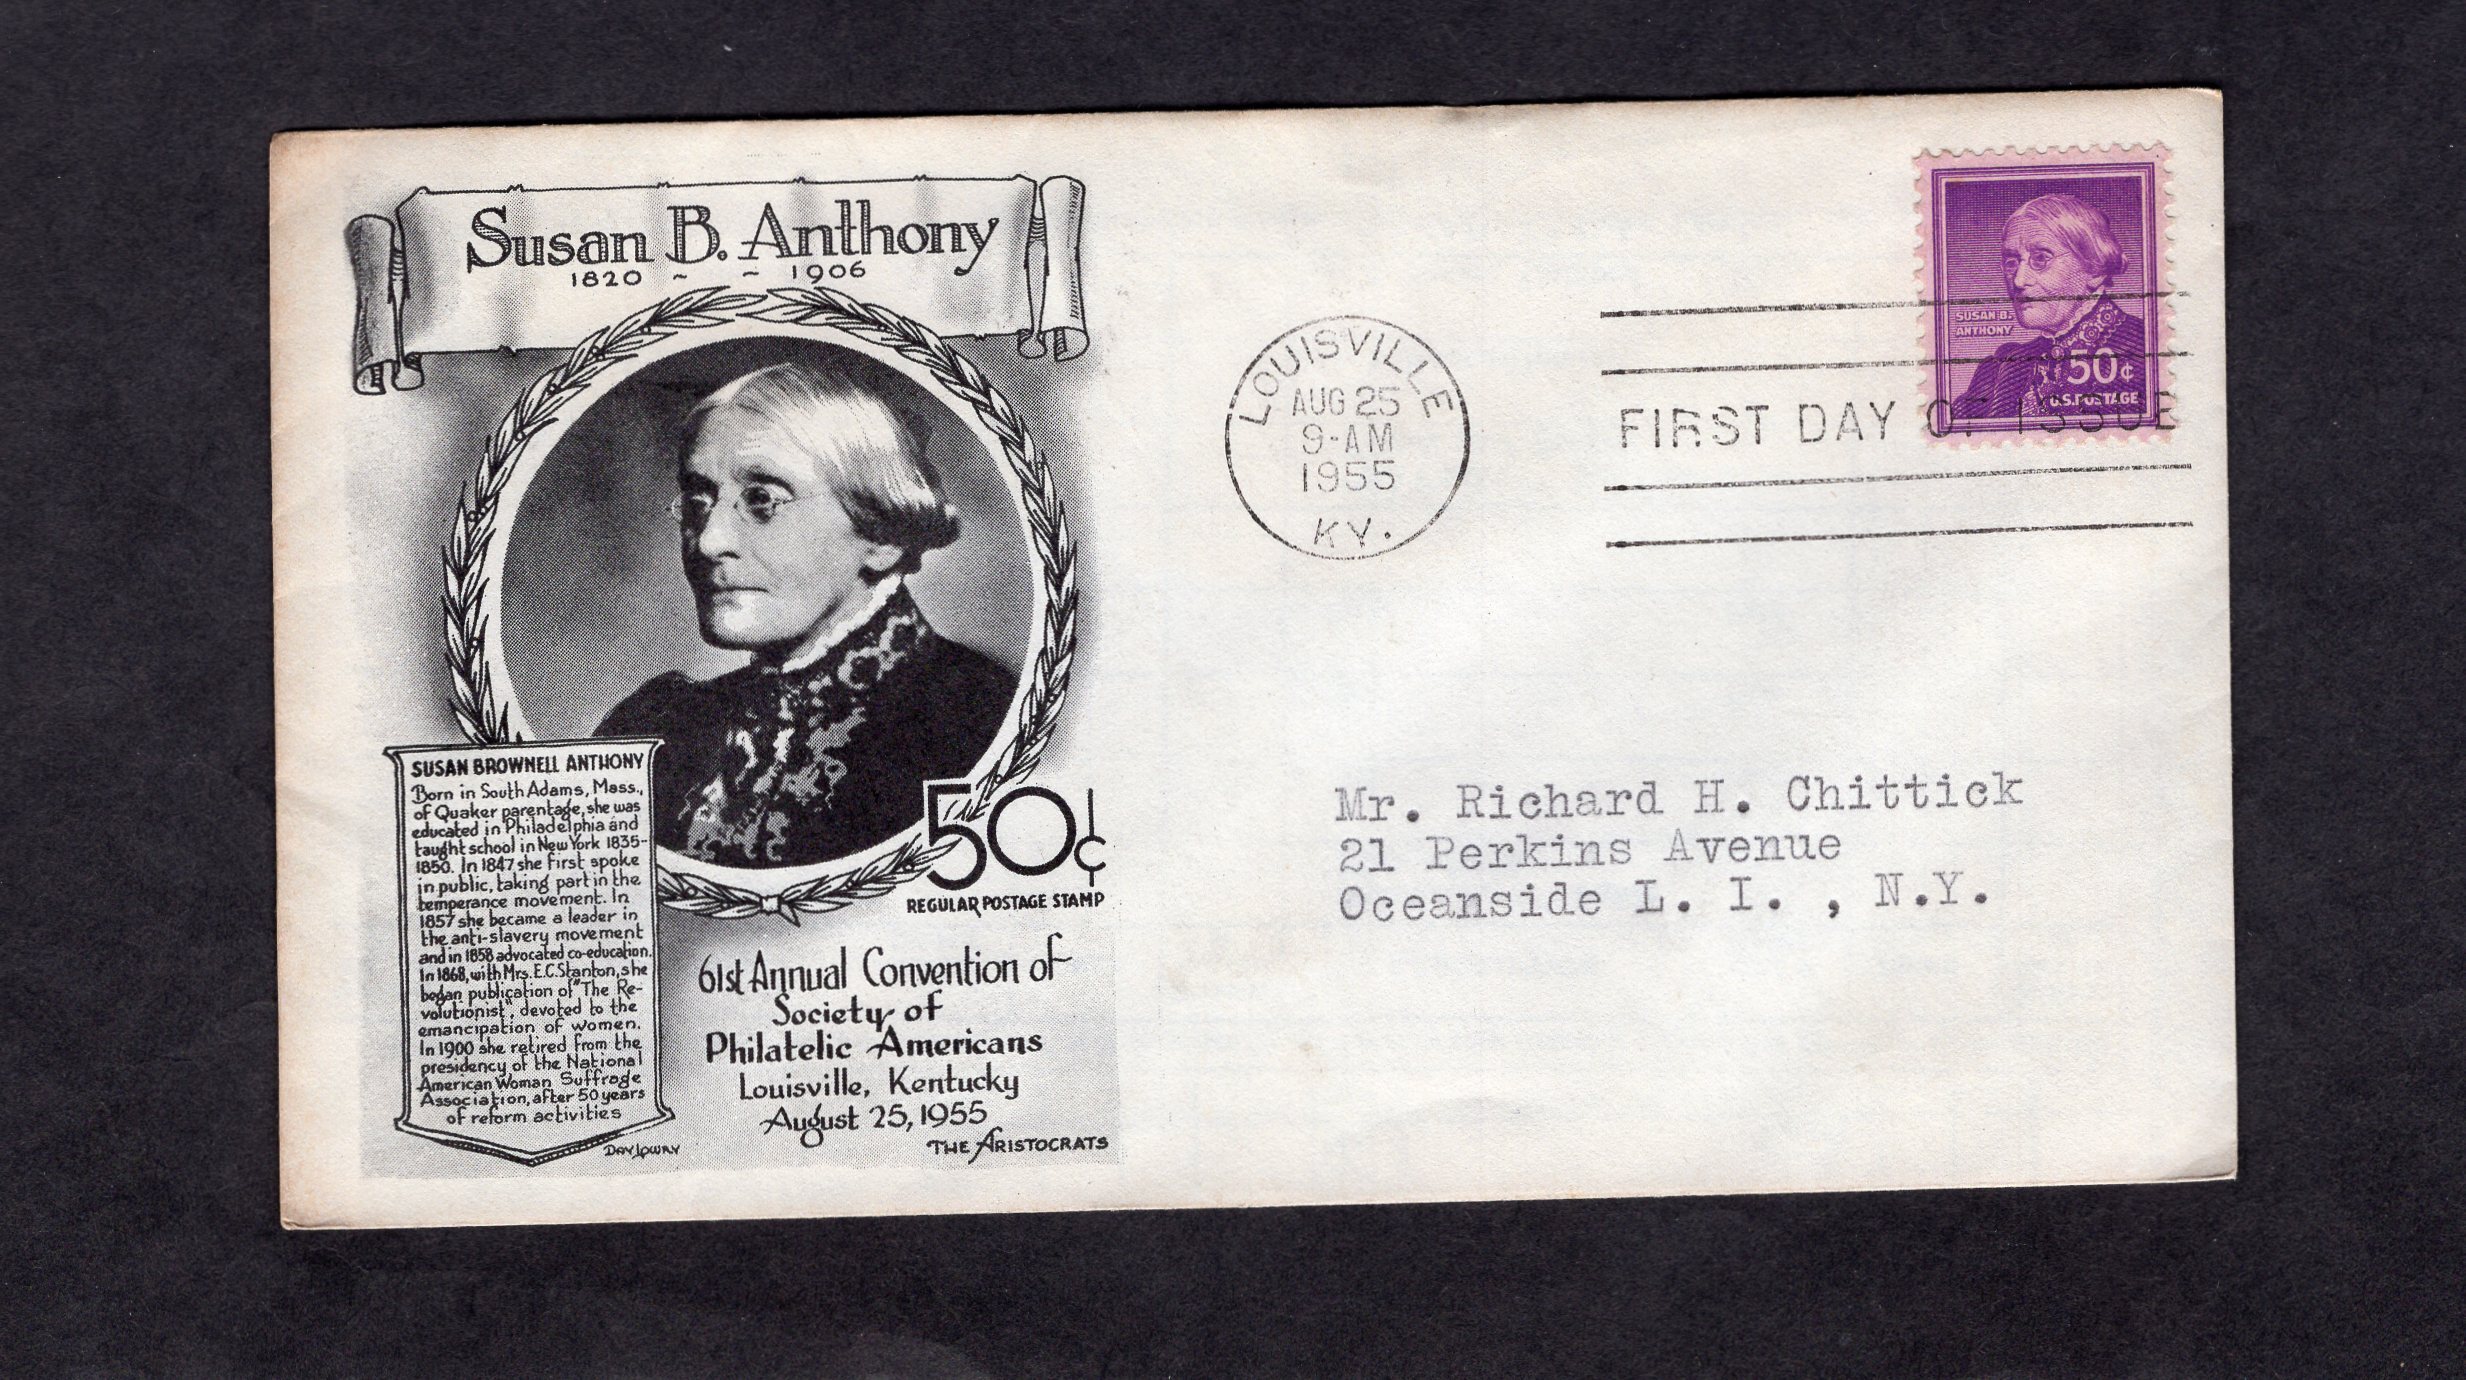 Susan B. Anthony
1820 ~ ~ 1906
SUSAN BROWNELL ANTHONY
Born in South Adams, Mass.,
of Quaker parentage, she was
educated in Philadelphia and
taught school in New York 1835-
1850. In 1847 she first spoke
in public, taking part in the
temperance movement. In
1857 she became a leader in
the anti-slavery movement
and in 1858 advocated co-education.
In 1868, with Mrs. E.C. Stanton, she
began publication of "The Re-
volutionist", devoted to the
emancipation of women.
In 1900 she retired from the
presidency of the National
American Woman Suffrage
Association, after 50 years
of reform activities
DAY LOWRY
50¢
REGULAR POSTAGE STAMP
61st Annual Convention of
Society of
Philatelic Americans
Louisville, Kentucky
August 25, 1955
THE ARISTOCRATS
LOUISVILLE
AUG 25
9-AM
1955
KY.
FIRST DAY OF ISSUE
SUSAN B.
ANTHONY
50¢
U.S. POSTAGE
Mr. Richard H. Chittick
21 Perkins Avenue
Oceanside L. I. , N.Y.